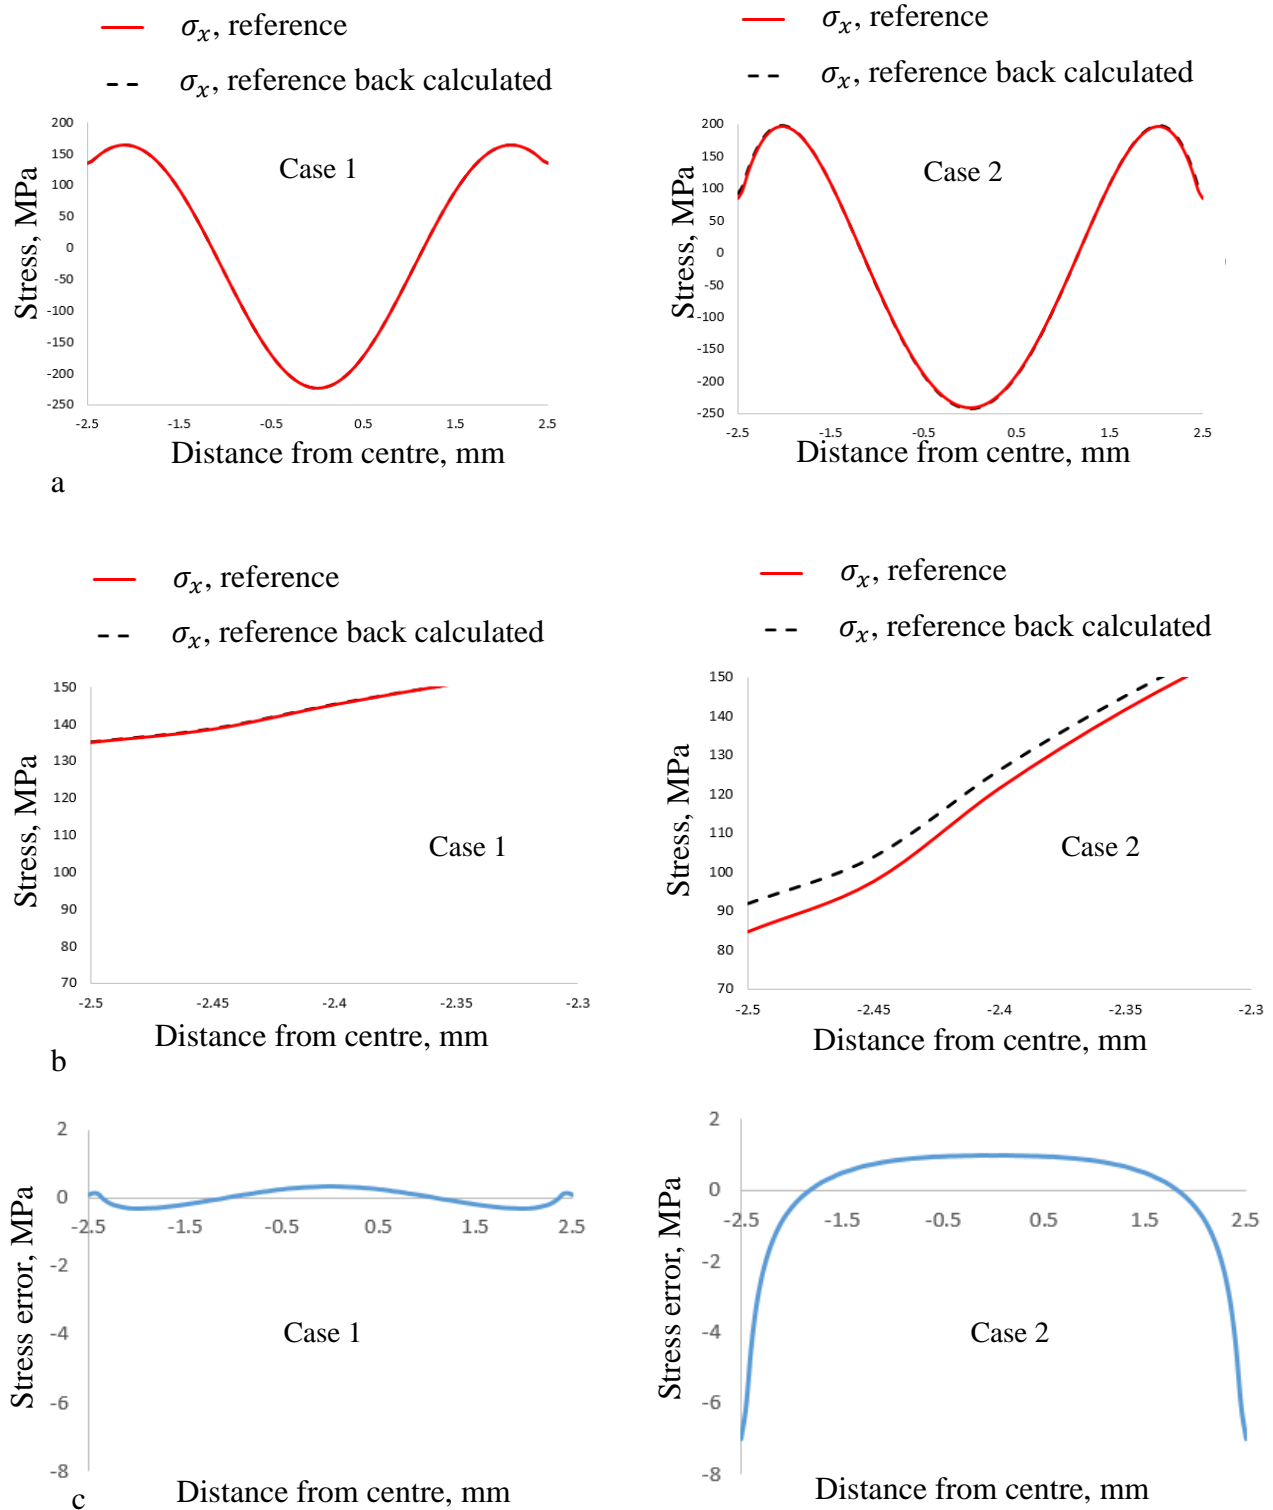 σx, reference
σx, reference back calculated
σx, reference
σx, reference back calculated
200
150
100
50
0
-50
-100
-150
-200
-250
Stress, MPa
Case 1
-2.5 -1.5 -0.5 0.5 1.5 2.5
Distance from centre, mm
200
150
100
50
0
-50
-100
-150
-200
-250
Stress, MPa
Case 2
-2.5 -1.5 -0.5 0.5 1.5 2.5
Distance from centre, mm
a
σx, reference
σx, reference back calculated
σx, reference
σx, reference back calculated
150
140
130
120
110
100
90
80
70
Stress, MPa
Case 1
-2.5 -2.45 -2.4 -2.35 -2.3
Distance from centre, mm
150
140
130
120
110
100
90
80
70
Stress, MPa
Case 2
-2.5 -2.45 -2.4 -2.35 -2.3
Distance from centre, mm
b
2
0
-2
-4
-6
-8
Stress error, MPa
-2.5 -1.5 -0.5 0.5 1.5 2.5
Case 1
Distance from centre, mm
2
0
-2
-4
-6
-8
Stress error, MPa
-2.5 -1.5 -0.5 0.5 1.5 2.5
Case 2
Distance from centre, mm
c